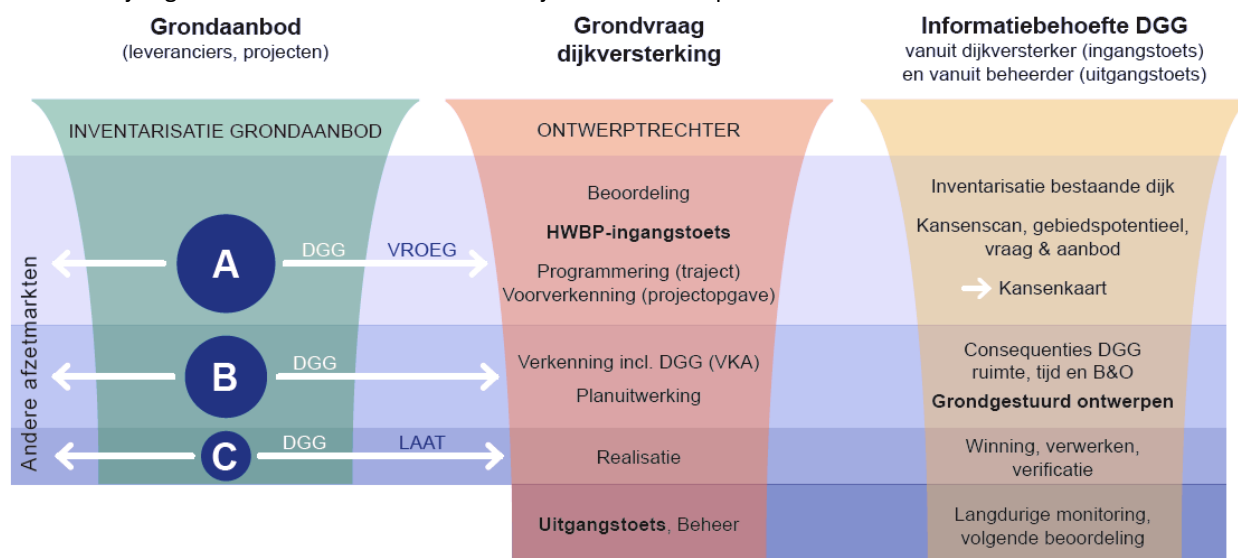 Grondaanbod
(leveranciers, projecten)
Grondvraag
dijkversterking
Informatiebehoefte DGG
vanuit dijkversterker (ingangstoets)
en vanuit beheerder (uitgangstoets)
INVENTARISATIE GRONDAANBOD
ONTWERPTRECHTER
Andere afzetmarkten
A
DGG
VROEG
Beoordeling
HWBP-ingangstoets
Programmering (traject)
Voorverkenning (projectopgave)
Inventarisatie bestaande dijk
Kansenscan, gebiedspotentieel,
vraag & aanbod
Kansenkaart
B
DGG
Verkenning incl. DGG (VKA)
Planuitwerking
Consequenties DGG
ruimte, tijd en B&O
Grondgestuurd ontwerpen
C
DGG
LAAT
Realisatie
Winning, verwerken,
verificatie
Uitgangstoets, Beheer
Langdurige monitoring,
volgende beoordeling